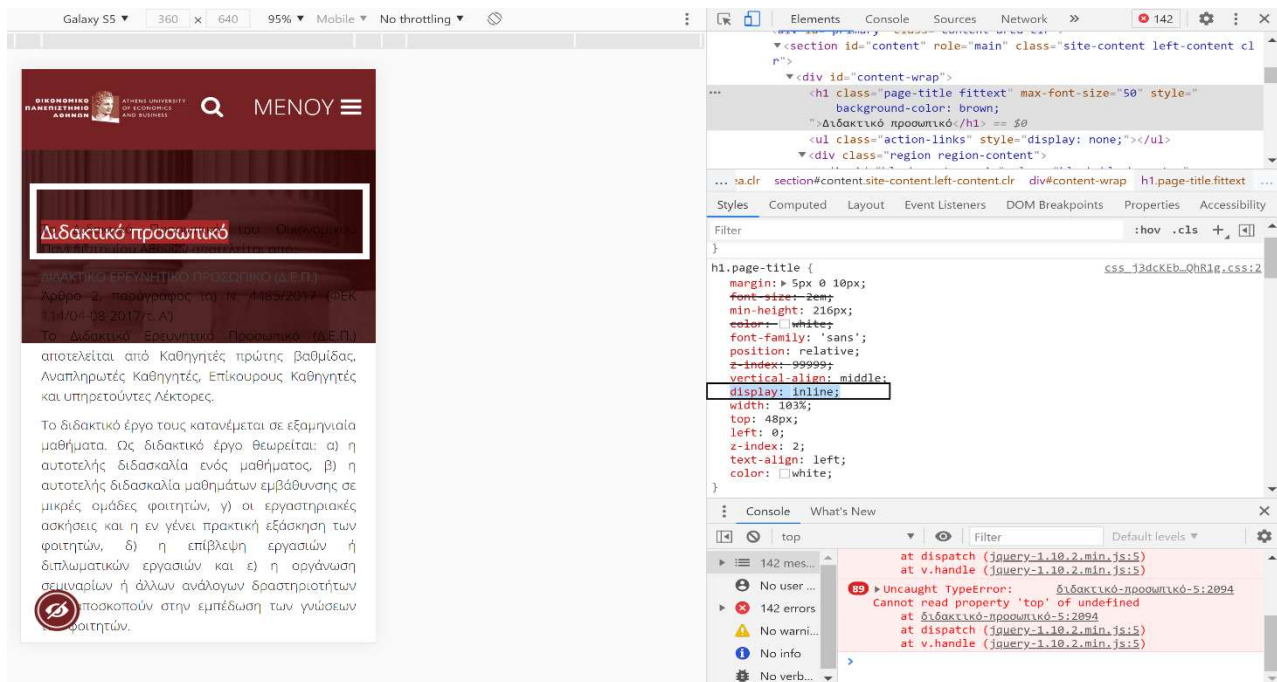 Galaxy S5 ▼ 360 x 640 95% ▼ Mobile ▼ No throttling ▼
ΟΙΚΟΝΟΜΙΚΟ
ΠΑΝΕΠΙΣΤΗΜΙΟ
ΑΘΗΝΩΝ
ATHENS UNIVERSITY
OF ECONOMICS
AND BUSINESS
ΜΕΝΟΥ
Διδακτικό προσωπικό
του Οικονομικού
ΔΙΔΑΚΤΙΚΟ-ΕΡΕΥΝΗΤΙΚΟ ΠΡΟΣΩΠΙΚΟ (Δ.Ε.Π.)
Άρθρο 2, παράγραφος ια) Ν. 4485/2017 (ΦΕΚ
114/04-08-2017/τ. Α')
Το Διδακτικό Ερευνητικό Προσωπικό (Δ.Ε.Π.)
αποτελείται από Καθηγητές πρώτης βαθμίδας,
Αναπληρωτές Καθηγητές, Επίκουρους Καθηγητές
και υπηρετούντες Λέκτορες.
Το διδακτικό έργο τους κατανέμεται σε εξαμηνιαία
μαθήματα. Ως διδακτικό έργο θεωρείται: α) η
αυτοτελής διδασκαλία ενός μαθήματος, β) η
αυτοτελής διδασκαλία μαθημάτων εμβάθυνσης σε
μικρές ομάδες φοιτητών, γ) οι εργαστηριακές
ασκήσεις και η εν γένει πρακτική εξάσκηση των
φοιτητών, δ) η επίβλεψη εργασιών ή
διπλωματικών εργασιών και ε) η οργάνωση
σεμιναρίων ή άλλων ανάλογων δραστηριοτήτων
αποσκοπούν στην εμπέδωση των γνώσεων
φοιτητών.
Elements Console Sources Network » 142
▼<section id="content" role="main" class="site-content left-content cl
r">
▼<div id="content-wrap">
... <h1 class="page-title fittext" max-font-size="50" style="
background-color: brown;
">Διδακτικό προσωπικό</h1> == $0
<ul class="action-links" style="display: none;"></ul>
▼<div class="region region-content">
... ea.clr section#content.site-content.left-content.clr div#content-wrap h1.page-title.fittext ...
Styles Computed Layout Event Listeners DOM Breakpoints Properties Accessibility
Filter :hov .cls +
}
h1.page-title { css_j3dcKEb…QhR1g.css:2
margin: ▶ 5px 0 10px;
font-size: 2em;
min-height: 216px;
color: white;
font-family: 'sans';
position: relative;
z-index: 99999;
vertical-align: middle;
display: inline;
width: 103%;
top: 48px;
left: 0;
z-index: 2;
text-align: left;
color: white;
}
Console What's New
top ▼ Filter Default levels ▼
142 mes...
No user ...
142 errors
No warni...
No info
No verb...
at dispatch (jquery-1.10.2.min.js:5)
at v.handle (jquery-1.10.2.min.js:5)
89 ▶Uncaught TypeError: διδακτικό-προσωπικό-5:2094
Cannot read property 'top' of undefined
at διδακτικό-προσωπικό-5:2094
at dispatch (jquery-1.10.2.min.js:5)
at v.handle (jquery-1.10.2.min.js:5)
>